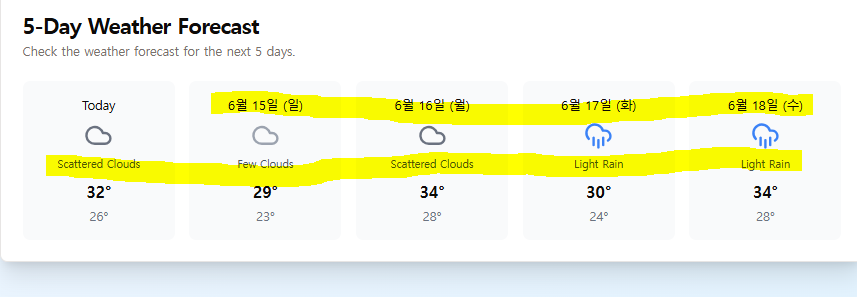 5-Day Weather Forecast
Check the weather forecast for the next 5 days.
Today 6월 15일 (일) 6월 16일 (월) 6월 17일 (화) 6월 18일 (수)
Scattered Clouds Few Clouds Scattered Clouds Light Rain Light Rain
32° 29° 34° 30° 34°
26° 23° 28° 24° 28°